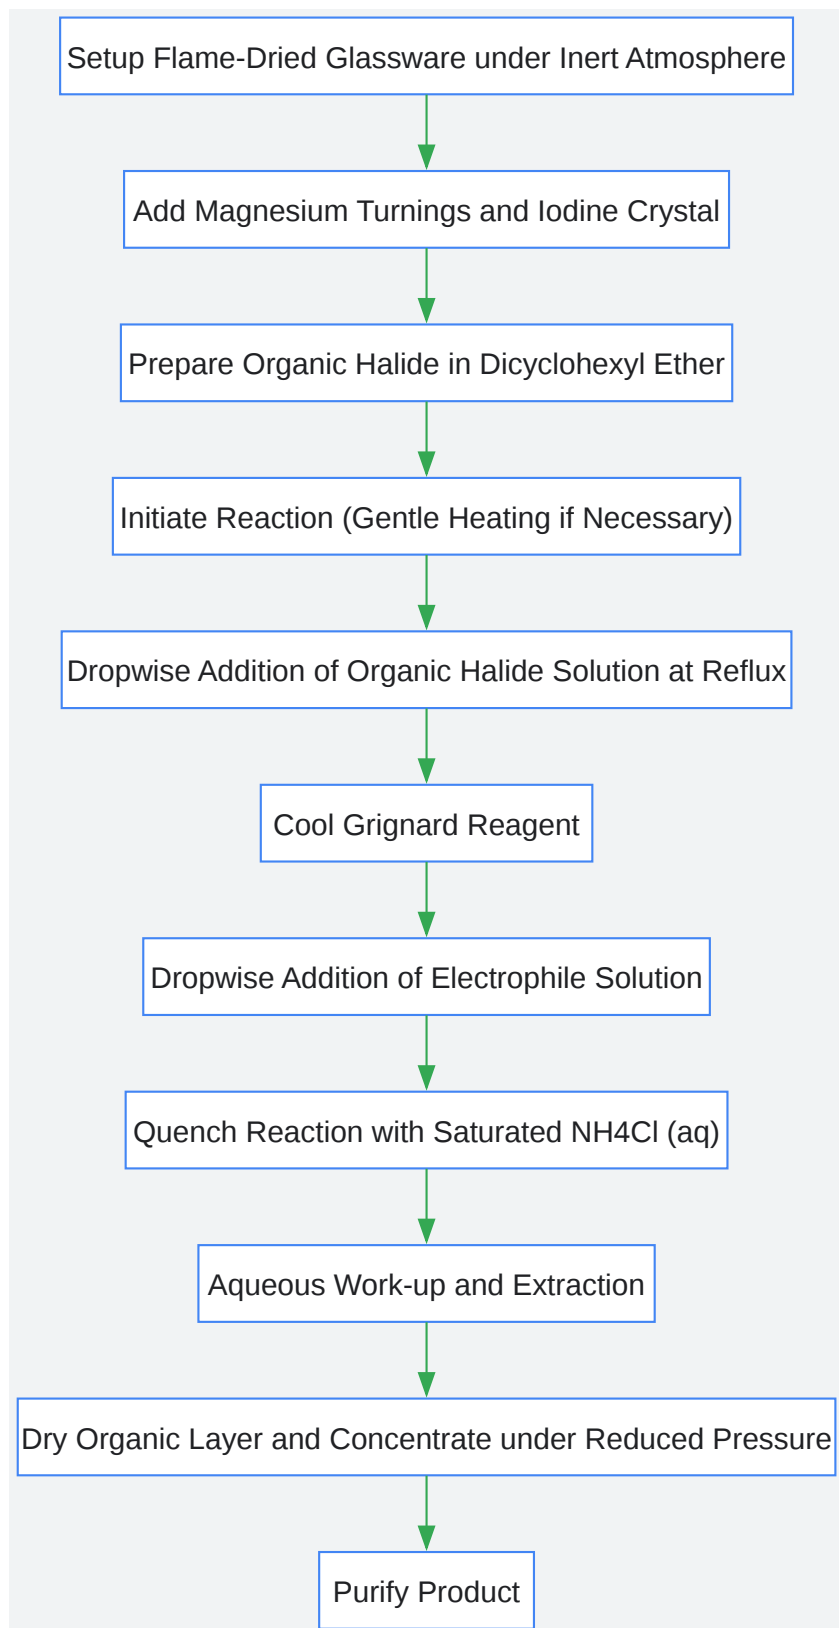 Setup Flame-Dried Glassware under Inert Atmosphere
Add Magnesium Turnings and Iodine Crystal
Prepare Organic Halide in Dicyclohexyl Ether
Initiate Reaction (Gentle Heating if Necessary)
Dropwise Addition of Organic Halide Solution at Reflux
Cool Grignard Reagent
Dropwise Addition of Electrophile Solution
Quench Reaction with Saturated NH4Cl (aq)
Aqueous Work-up and Extraction
Dry Organic Layer and Concentrate under Reduced Pressure
Purify Product